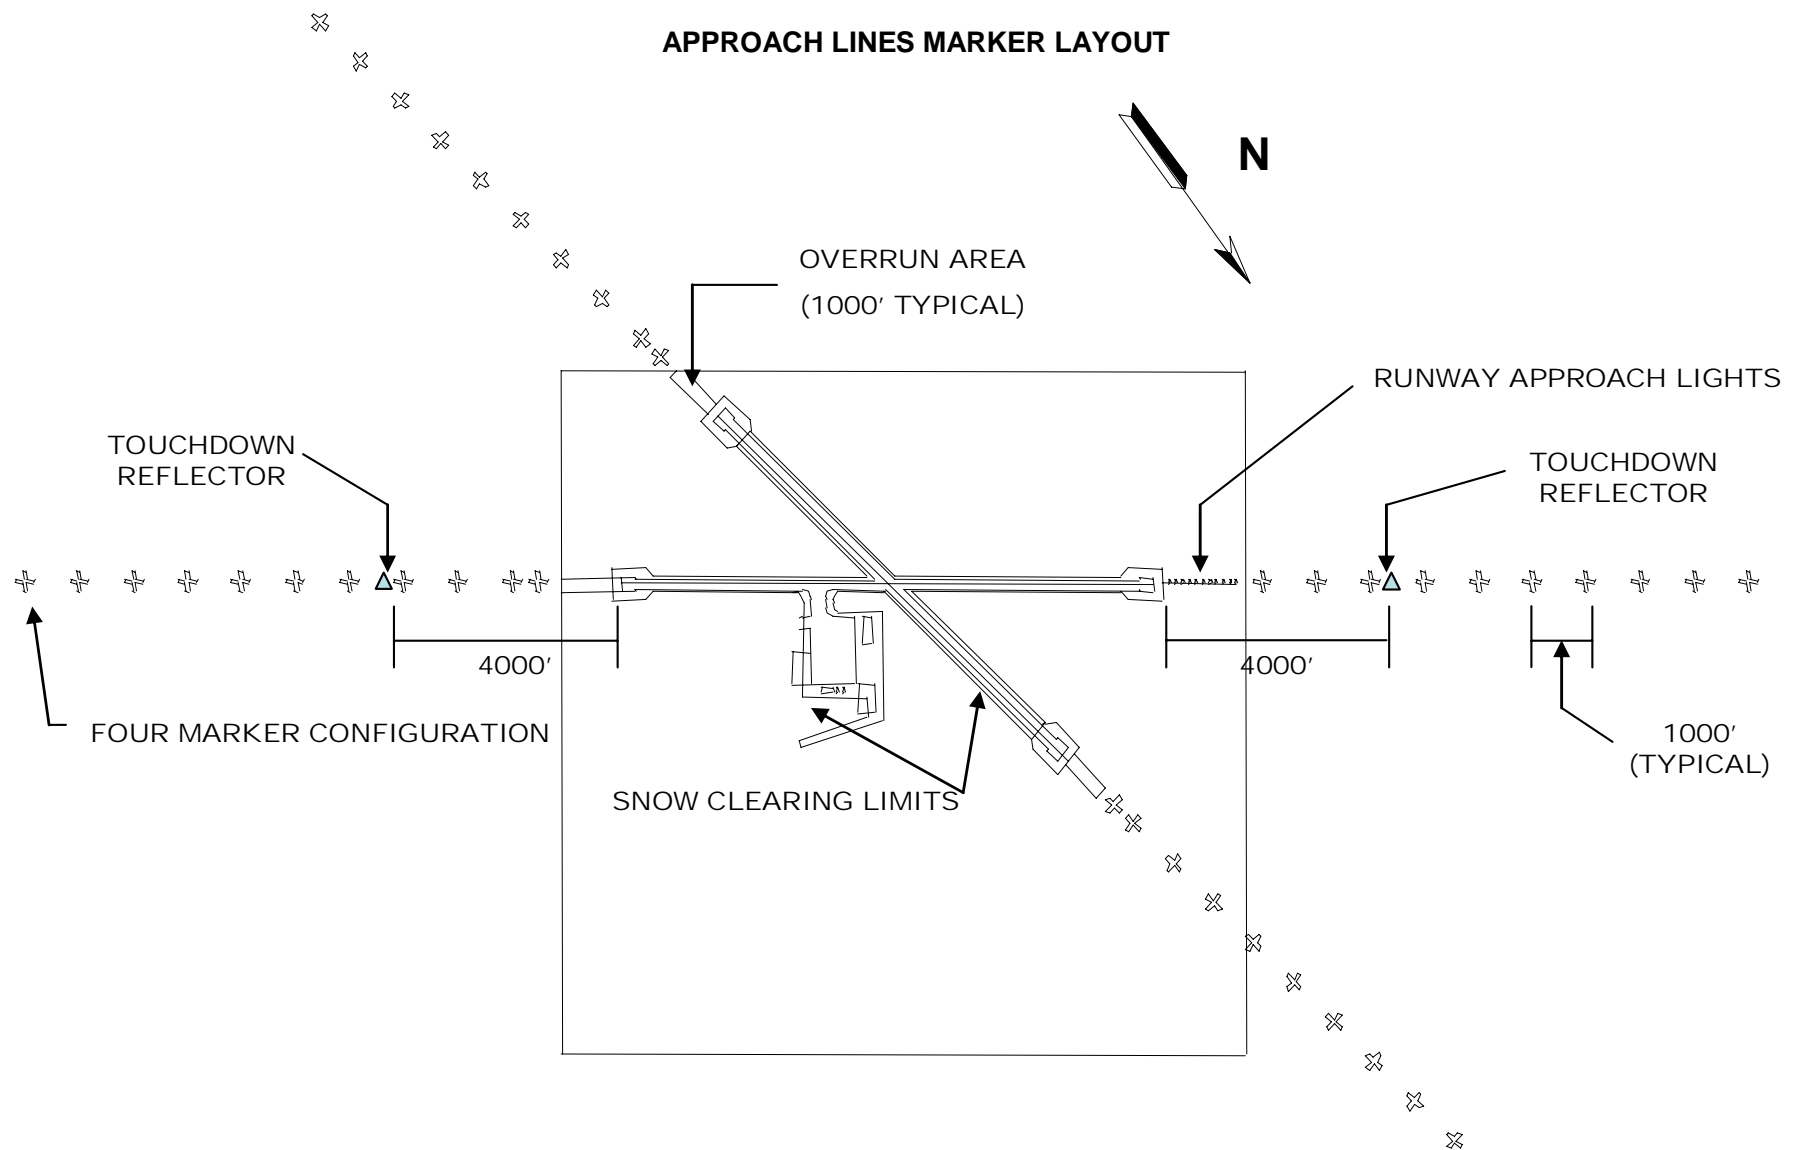 APPROACH LINES MARKER LAYOUT
N
OVERRUN AREA
(1000' TYPICAL)
RUNWAY APPROACH LIGHTS
TOUCHDOWN
REFLECTOR
TOUCHDOWN
REFLECTOR
4000'
4000'
FOUR MARKER CONFIGURATION
1000'
(TYPICAL)
SNOW CLEARING LIMITS